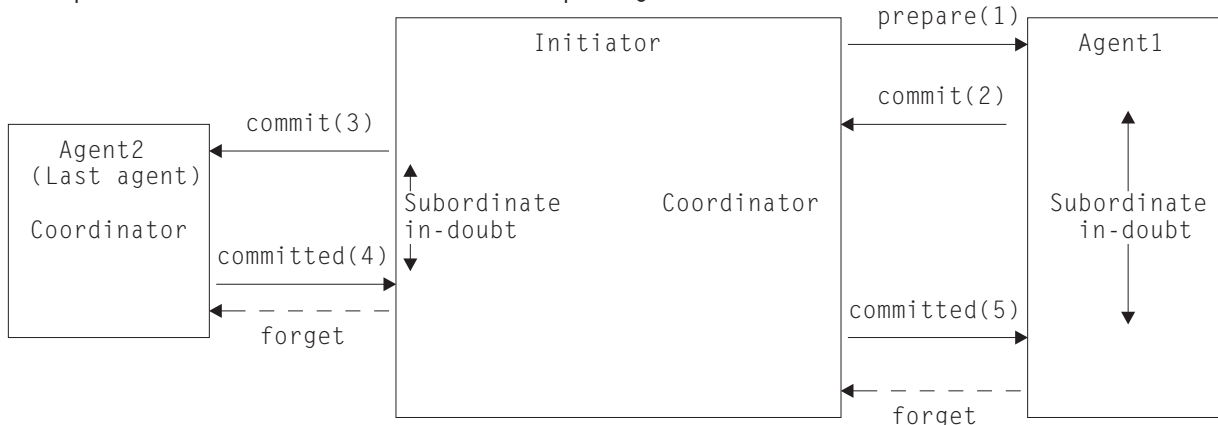 prepare(1)
Initiator
Agent1
commit(2)
commit(3)
Agent2
(Last agent)
Subordinate
in-doubt
Coordinator
Subordinate
in-doubt
Coordinator
committed(4)
committed(5)
forget
forget